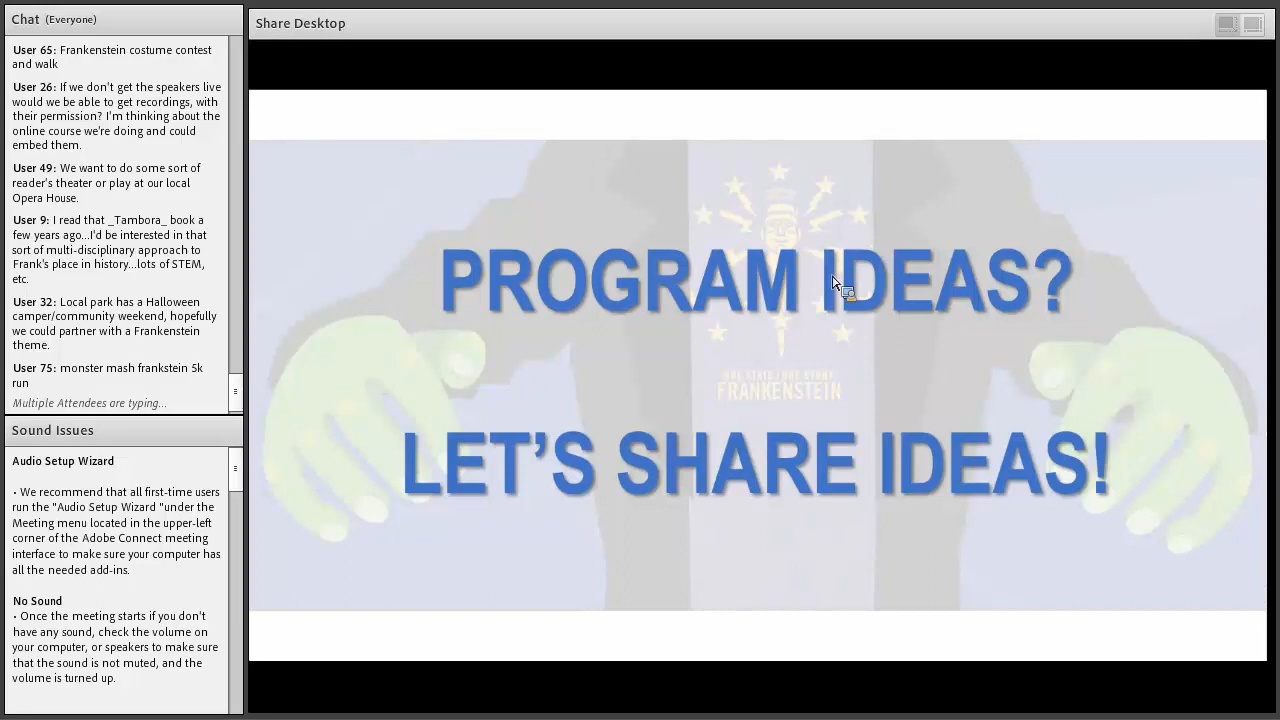 Chat (Everyone)
User 65: Frankenstein costume contest
and walk
User 26: If we don't get the speakers live
would we be able to get recordings, with
their permission? I'm thinking about the
online course we're doing and could
embed them.
User 49: We want to do some sort of
reader's theater or play at our local
Opera House.
User 9: I read that _Tambora_ book a
few years ago...I'd be interested in that
sort of multi-disciplinary approach to
Frank's place in history...lots of STEM,
etc.
User 32: Local park has a Halloween
camper/community weekend, hopefully
we could partner with a Frankenstein
theme.
User 75: monster mash frankstein 5k
run
Multiple Attendees are typing...
Sound Issues
Audio Setup Wizard
• We recommend that all first-time users
run the "Audio Setup Wizard "under the
Meeting menu located in the upper-left
corner of the Adobe Connect meeting
interface to make sure your computer has
all the needed add-ins.
No Sound
• Once the meeting starts if you don't
have any sound, check the volume on
your computer, or speakers to make sure
that the sound is not muted, and the
volume is turned up.
Share Desktop
PROGRAM IDEAS?
ONE STATE / ONE STORY
FRANKENSTEIN
LET'S SHARE IDEAS!